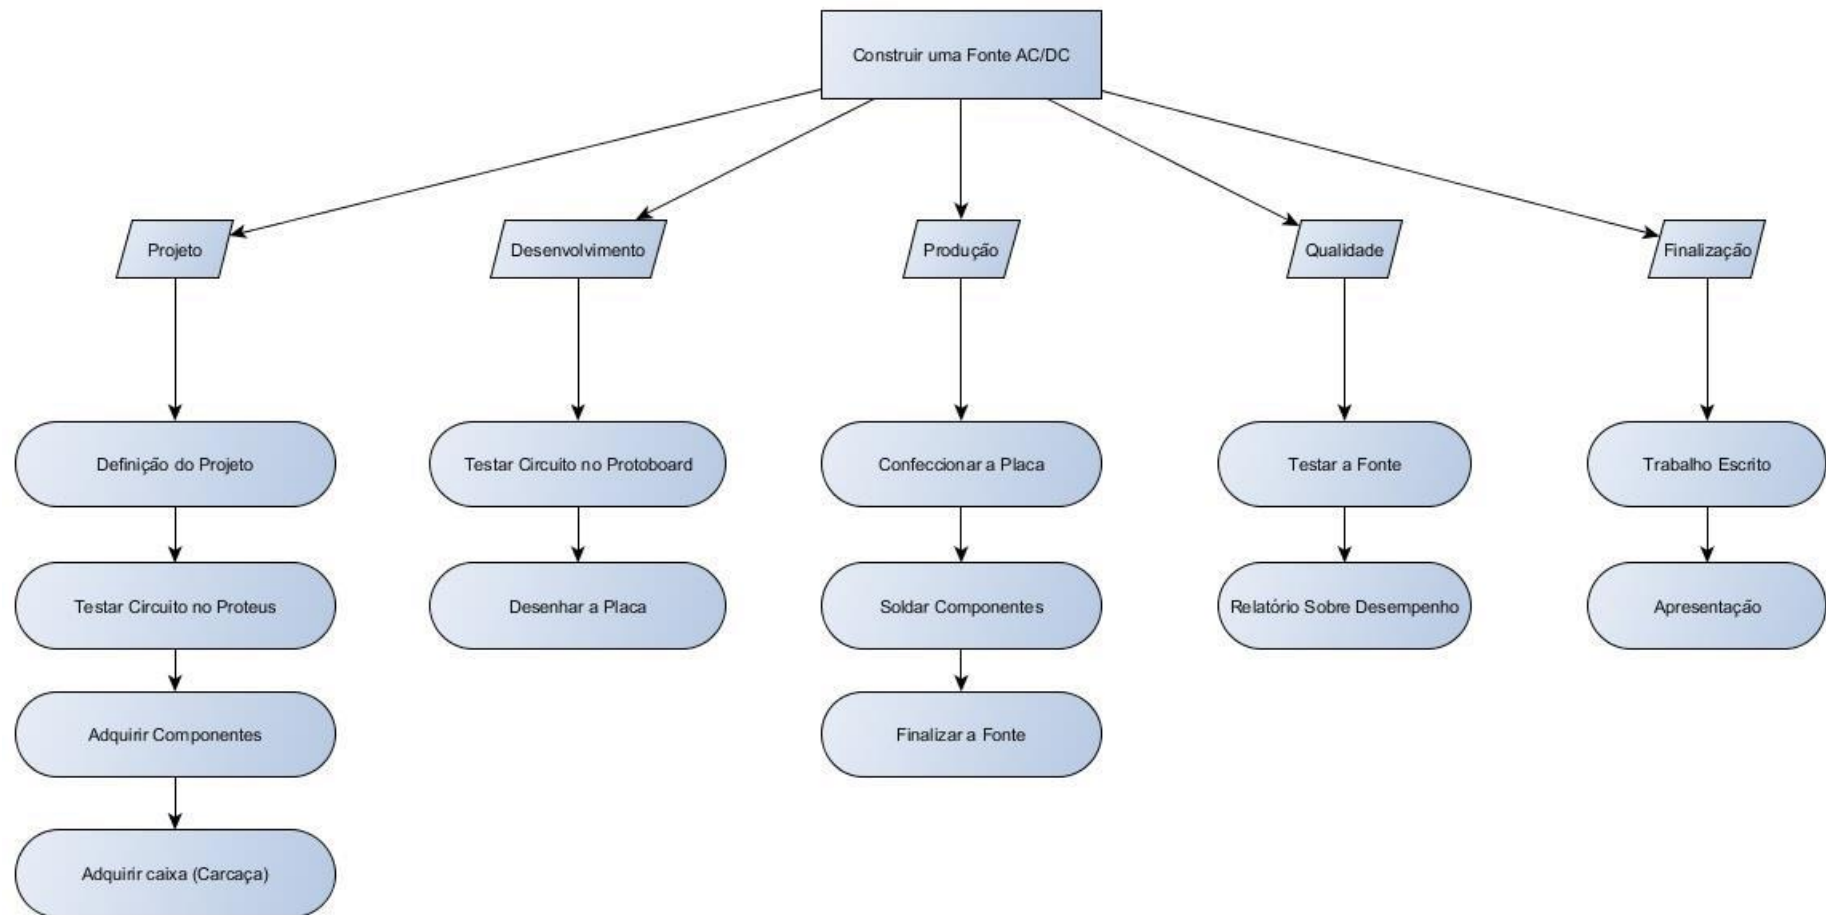 Construir uma Fonte AC/DC
Projeto
Desenvolvimento
Produção
Qualidade
Finalização
Definição do Projeto
Testar Circuíto no Protoboard
Confeccionar a Placa
Testar a Fonte
Trabalho Escrito
Testar Circuito no Proteus
Desenhar a Placa
Soldar Componentes
Relatório Sobre Desempenho
Apresentação
Adquirir Componentes
Finalizar a Fonte
Adquirir caixa (Carcaça)